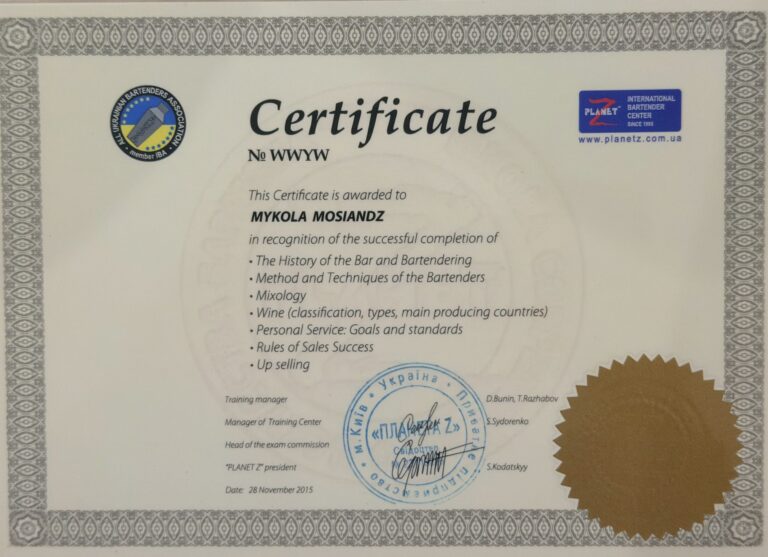 ALL UKRAINIAN BARTENDERS ASSOCIATION
member IBA
Certificate
№ WWYW
PLANET Z
INTERNATIONAL
BARTENDER
CENTER
SINCE 1995
www.planetz.com.ua
This Certificate is awarded to
MYKOLA MOSIANDZ
in recognition of the successful completion of
• The History of the Bar and Bartendering
• Method and Techniques of the Bartenders
• Mixology
• Wine (classification, types, main producing countries)
• Personal Service: Goals and standards
• Rules of Sales Success
• Up selling
Training manager D.Bunin, T.Razhabov
Manager of Training Center S.Sydorenko
Head of the exam commission
"PLANET Z" president S.Kodatskyy
Date: 28 November 2015
м. Київ • Україна • Приватне підприємство
«ПЛАНЕТА Z»